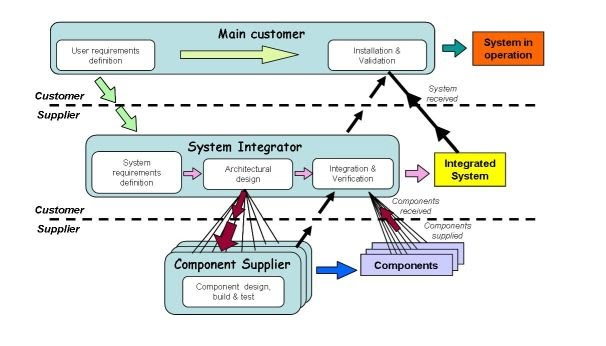 Main customer
User requirements
definition
Installation &
Validation
System in
operation
System
received
Customer
Supplier
System Integrator
System
requirements
definition
Architectural
design
Integration &
Verification
Integrated
System
Components
received
Customer
Supplier
Components
supplied
Component Supplier
Component design,
build & test
Components